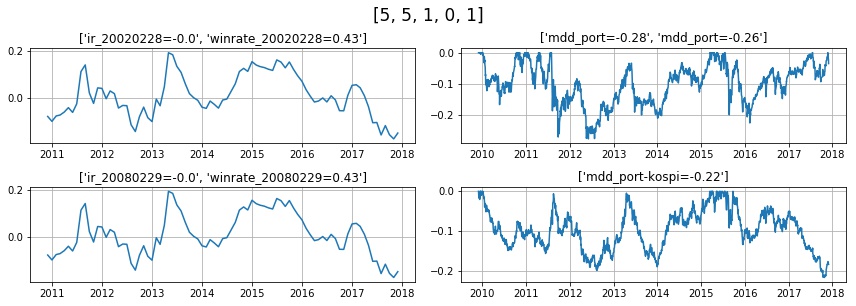 [5, 5, 1, 0, 1]
['ir_20020228=-0.0', 'winrate_20020228=0.43']
0.2
0.0
2011 2012 2013 2014 2015 2016 2017 2018
['mdd_port=-0.28', 'mdd_port=-0.26']
0.0
−0.1
−0.2
2010 2011 2012 2013 2014 2015 2016 2017 2018
['ir_20080229=-0.0', 'winrate_20080229=0.43']
0.2
0.0
2011 2012 2013 2014 2015 2016 2017 2018
['mdd_port-kospi=-0.22']
0.0
−0.1
−0.2
2010 2011 2012 2013 2014 2015 2016 2017 2018